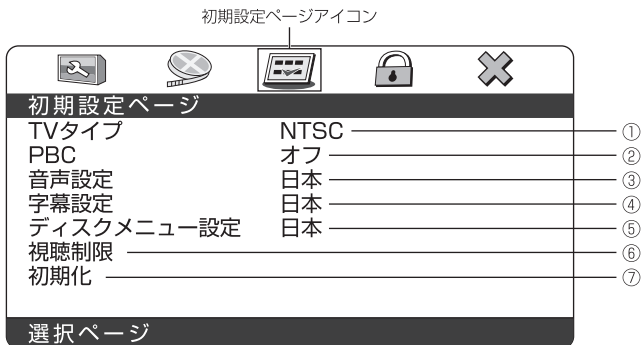 初期設定ページアイコン
初期設定ページ
TVタイプ NTSC ①
PBC オフ ②
音声設定 日本 ③
字幕設定 日本 ④
ディスクメニュー設定 日本 ⑤
視聴制限 ⑥
初期化 ⑦
選択ページ